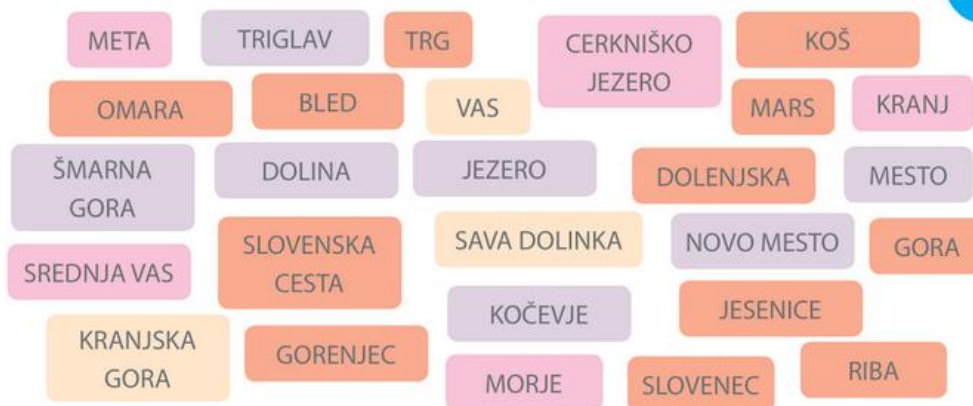 META
TRIGLAV
TRG
CERKNIŠKO
JEZERO
KOŠ
OMARA
BLED
VAS
MARS
KRANJ
ŠMARNA
GORA
DOLINA
JEZERO
DOLENJSKA
MESTO
SREDNJA VAS
SLOVENSKA
CESTA
SAVA DOLINKA
NOVO MESTO
GORA
KOČEVJE
JESENICE
KRANJSKA
GORA
GORENJEC
MORJE
SLOVENEC
RIBA